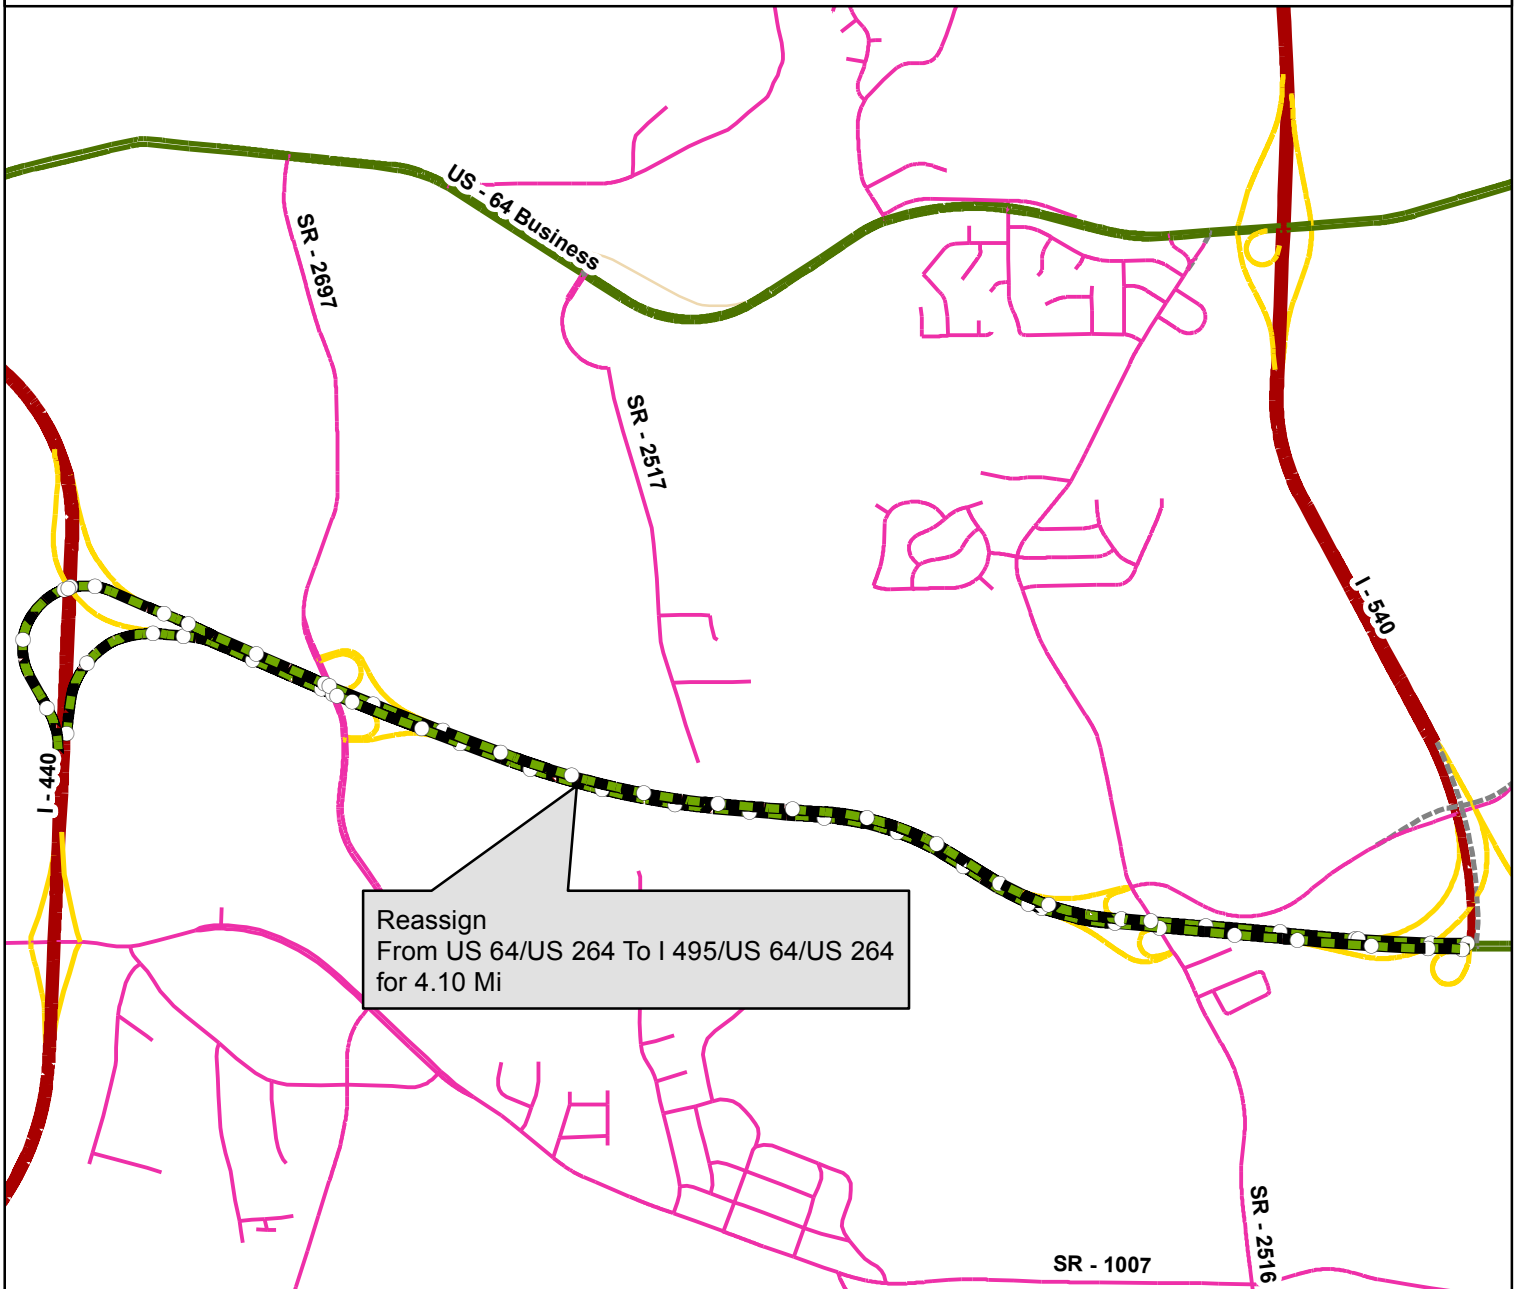 US - 64 Business
SR - 2697
SR - 2517
I - 540
I - 440
Reassign
From US 64/US 264 To I 495/US 64/US 264
for 4.10 Mi
SR - 2516
SR - 1007